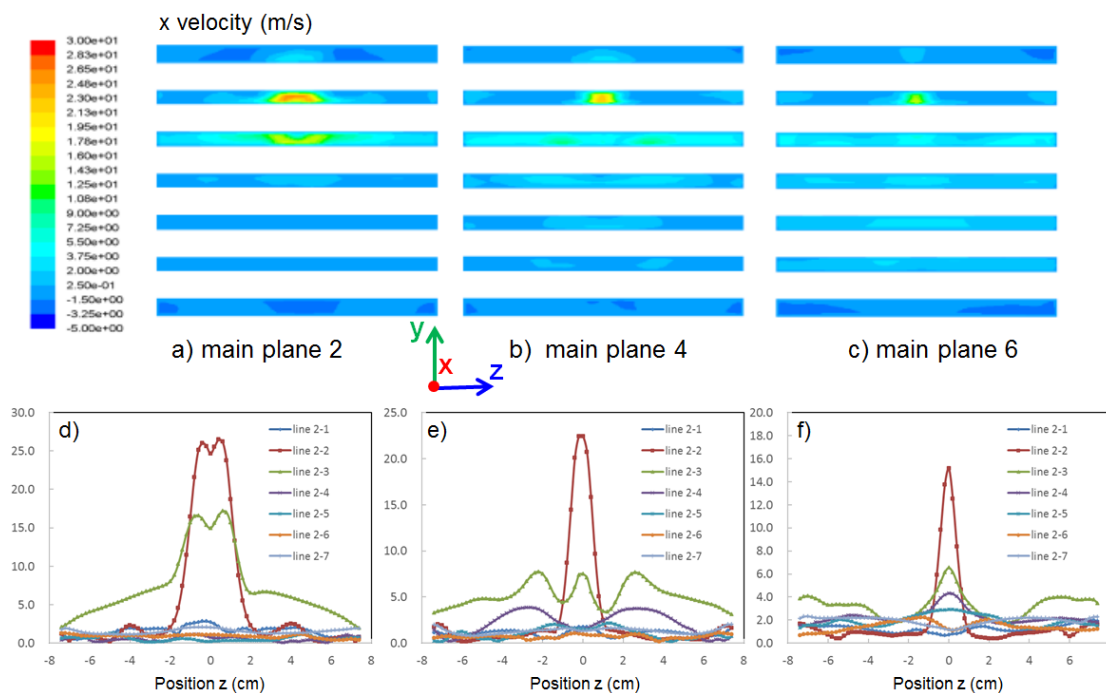 x velocity (m/s)
3.00e+01
2.83e+01
2.65e+01
2.48e+01
2.30e+01
2.13e+01
1.95e+01
1.78e+01
1.60e+01
1.43e+01
1.25e+01
1.08e+01
9.00e+00
7.25e+00
5.50e+00
3.75e+00
2.00e+00
2.50e-01
-1.50e+00
-3.25e+00
-5.00e+00
a) main plane 2
b) main plane 4
c) main plane 6
y
x
z
d)
30.0
25.0
20.0
15.0
10.0
5.0
0.0
line 2-1
line 2-2
line 2-3
line 2-4
line 2-5
line 2-6
line 2-7
-8 -6 -4 -2 0 2 4 6 8
Position z (cm)
e)
25.0
20.0
15.0
10.0
5.0
0.0
line 2-1
line 2-2
line 2-3
line 2-4
line 2-5
line 2-6
line 2-7
-8 -6 -4 -2 0 2 4 6 8
Position z (cm)
f)
20.0
18.0
16.0
14.0
12.0
10.0
8.0
6.0
4.0
2.0
0.0
line 2-1
line 2-2
line 2-3
line 2-4
line 2-5
line 2-6
line 2-7
-8 -6 -4 -2 0 2 4 6
Position z (cm)